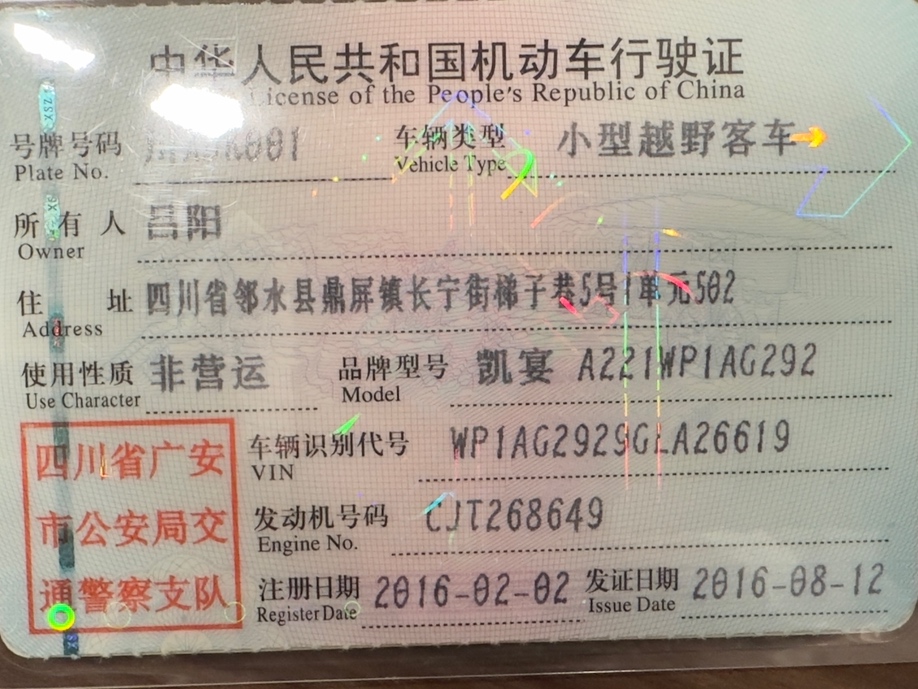 中华人民共和国机动车行驶证
License of the People's Republic of China
号牌号码 车辆类型 小型越野客车
Plate No. Vehicle Type
所有人 吕阳
Owner
住址 四川省邻水县鼎屏镇长宁街梯子巷5号1单元502
Address
使用性质 非营运 品牌型号 凯宴 A221WP1AG292
Use Character Model
四川省广安
市公安局交
通警察支队
车辆识别代号 WP1AG2929GLA26619
VIN
发动机号码 CJT268649
Engine No.
注册日期 2016-02-02 发证日期 2016-08-12
Register Date Issue Date